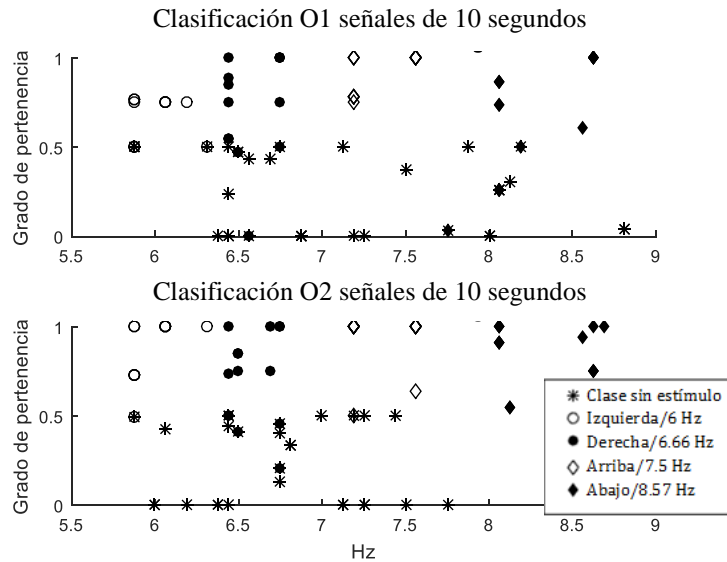 Clasificación O1 señales de 10 segundos
Grado de pertenencia
1
0.5
0
5.5 6 6.5 7 7.5 8 8.5 9
Clasificación O2 señales de 10 segundos
Grado de pertenencia
1
0.5
0
5.5 6 6.5 7 7.5 8 8.5 9
Hz
Clase sin estímulo
Izquierda/6 Hz
Derecha/6.66 Hz
Arriba/7.5 Hz
Abajo/8.57 Hz